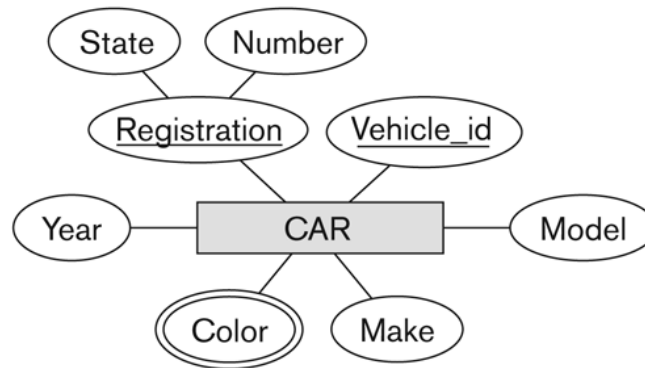 State Number
Registration Vehicle_id
Year CAR Model
Color Make